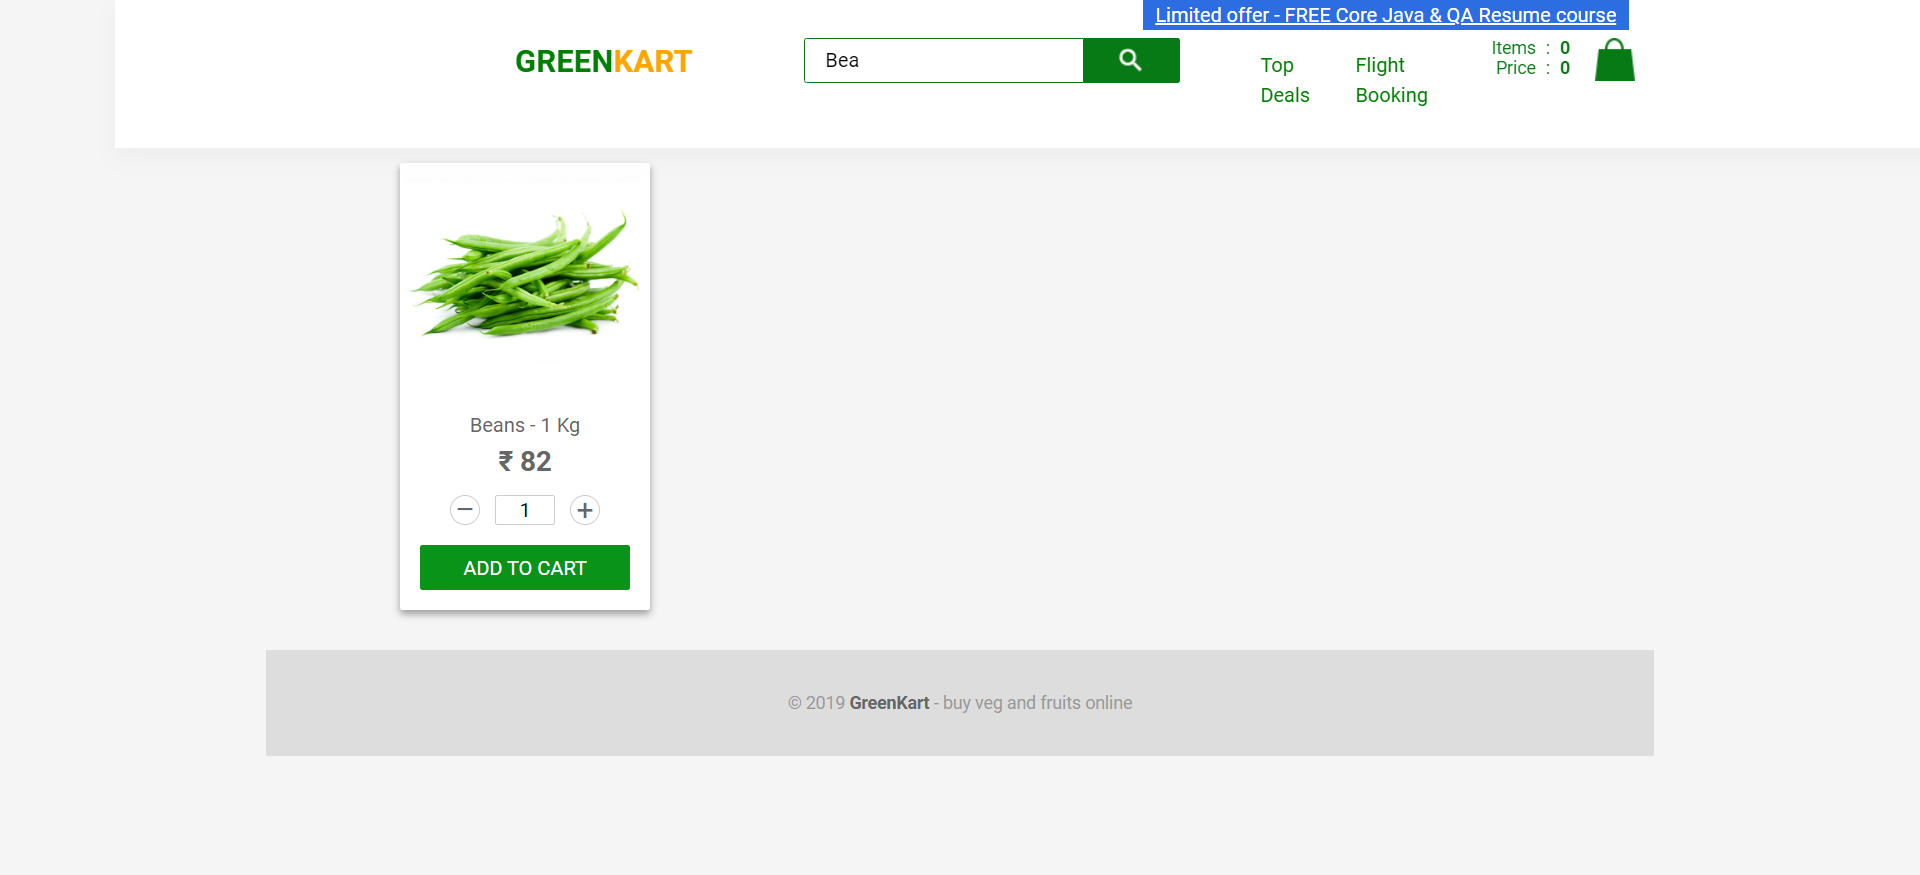 Limited offer - FREE Core Java & QA Resume course
GREENKART
Bea
Top
Deals
Flight
Booking
Items : 0
Price : 0
Beans - 1 Kg
₹ 82
− 1 +
ADD TO CART
© 2019 GreenKart - buy veg and fruits online